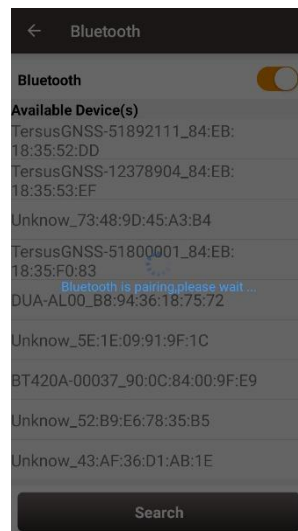 Bluetooth
Bluetooth
Available Device(s)
TersusGNSS-51892111_84:EB:
18:35:52:DD
TersusGNSS-12378904_84:EB:
18:35:53:EF
Unknow_73:48:9D:45:A3:B4
TersusGNSS-51800001_84:EB:
18:35:F0:83
Bluetooth is pairing,please wait ...
DUA-AL00_B8:94:36:18:75:72
Unknow_5E:1E:09:91:9F:1C
BT420A-00037_90:0C:84:00:9F:E9
Unknow_52:B9:E6:78:35:B5
Unknow_43:AF:36:D1:AB:1E
Search